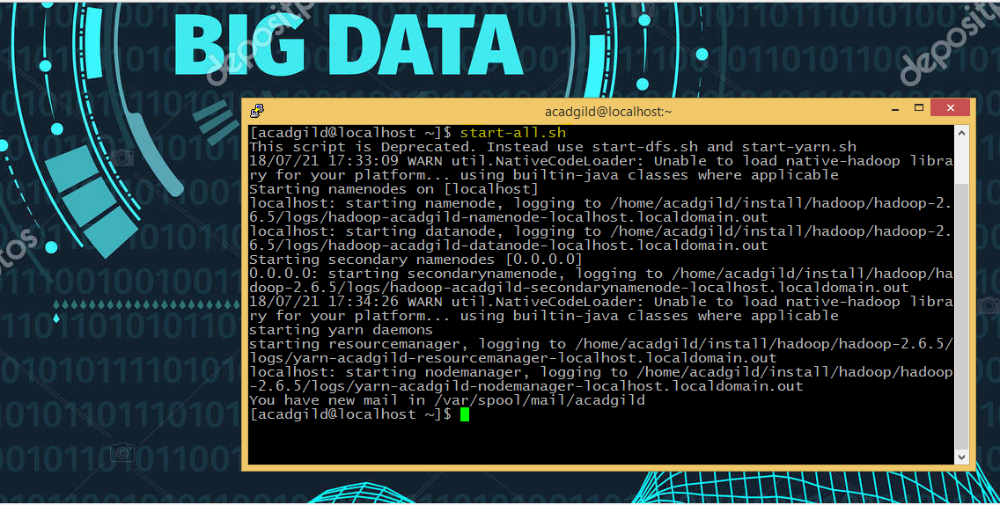 BIG DATA
depositphotos
acadgild@localhost:~
[acadgild@localhost ~]$ start-all.sh
This script is Deprecated. Instead use start-dfs.sh and start-yarn.sh
18/07/21 17:33:09 WARN util.NativeCodeLoader: Unable to load native-hadoop libra
ry for your platform... using builtin-java classes where applicable
Starting namenodes on [localhost]
localhost: starting namenode, logging to /home/acadgild/install/hadoop/hadoop-2.
6.5/logs/hadoop-acadgild-namenode-localhost.localdomain.out
localhost: starting datanode, logging to /home/acadgild/install/hadoop/hadoop-2.
6.5/logs/hadoop-acadgild-datanode-localhost.localdomain.out
Starting secondary namenodes [0.0.0.0]
0.0.0.0: starting secondarynamenode, logging to /home/acadgild/install/hadoop/ha
doop-2.6.5/logs/hadoop-acadgild-secondarynamenode-localhost.localdomain.out
18/07/21 17:34:26 WARN util.NativeCodeLoader: Unable to load native-hadoop libra
ry for your platform... using builtin-java classes where applicable
starting yarn daemons
starting resourcemanager, logging to /home/acadgild/install/hadoop/hadoop-2.6.5/
logs/yarn-acadgild-resourcemanager-localhost.localdomain.out
localhost: starting nodemanager, logging to /home/acadgild/install/hadoop/hadoop
-2.6.5/logs/yarn-acadgild-nodemanager-localhost.localdomain.out
You have new mail in /var/spool/mail/acadgild
[acadgild@localhost ~]$